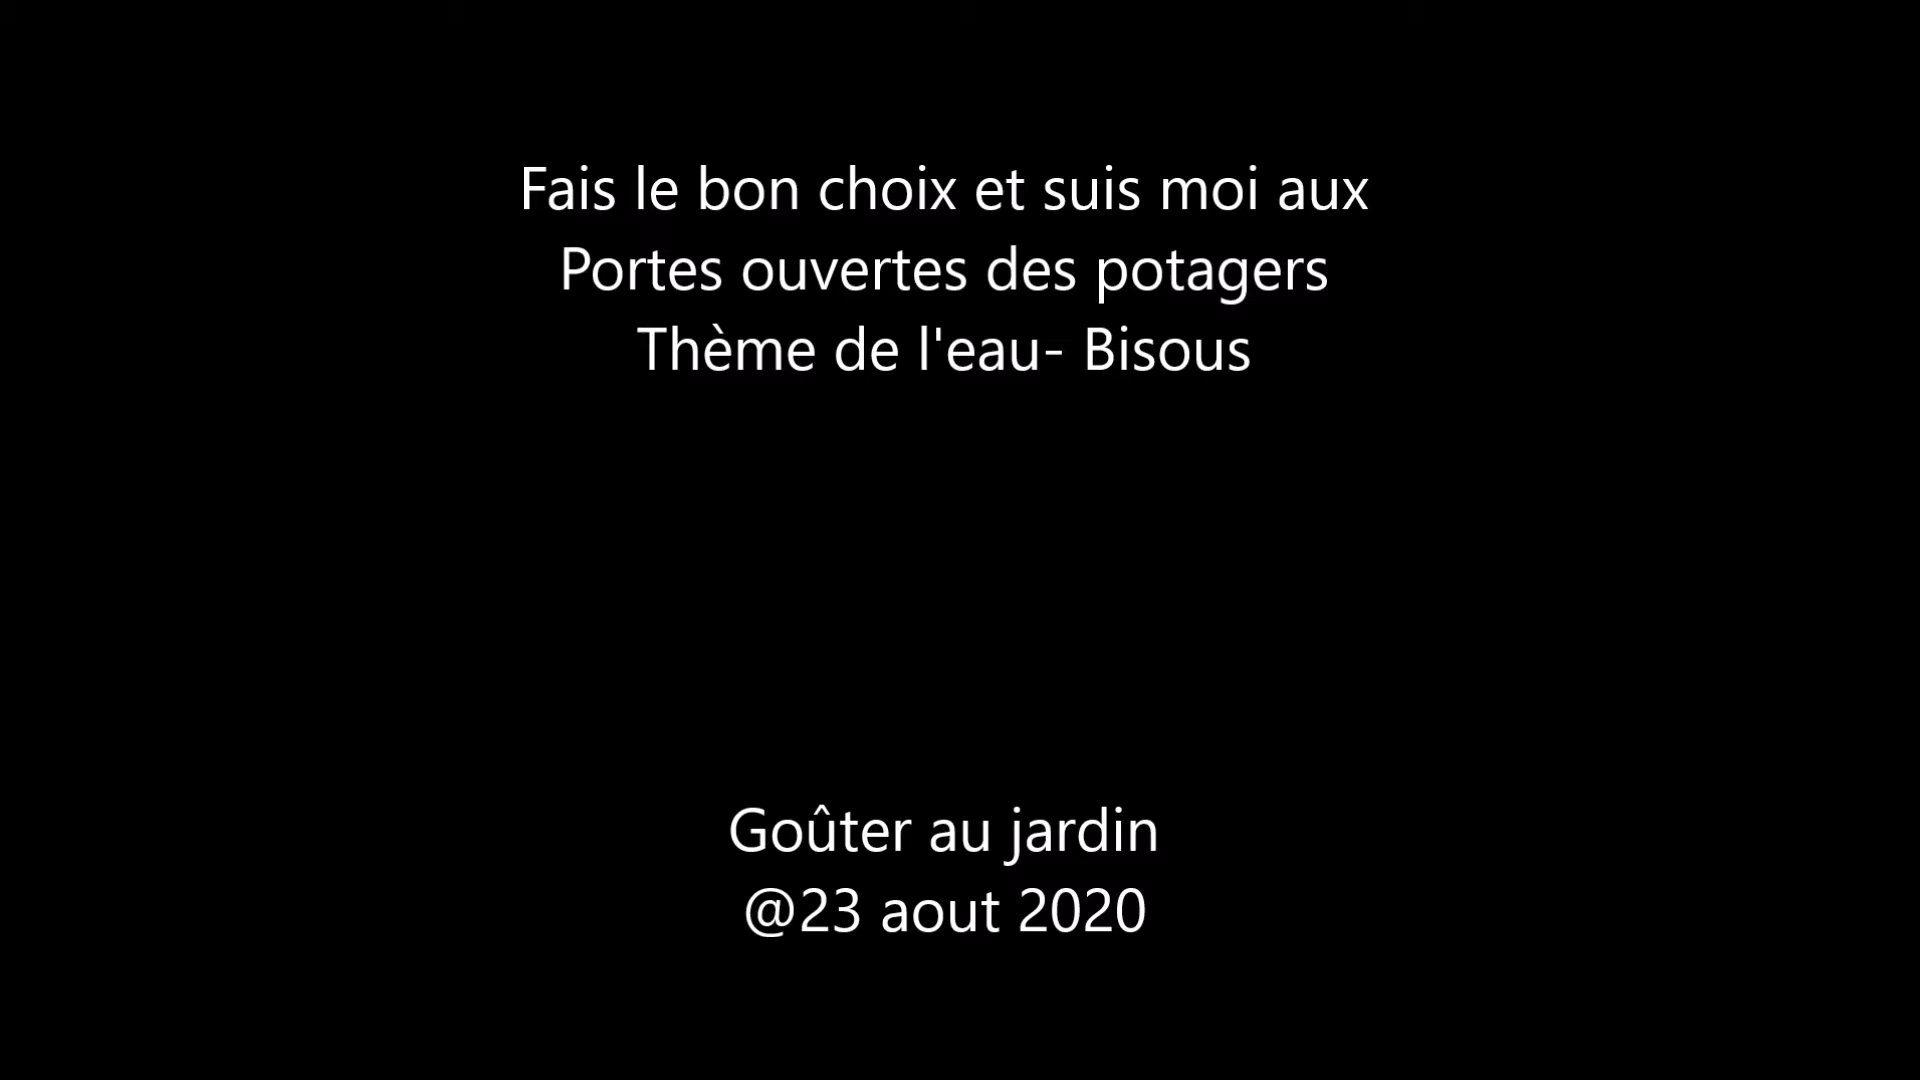 Fais le bon choix et suis moi aux
Portes ouvertes des potagers
Thème de l'eau- Bisous
Goûter au jardin
@23 aout 2020